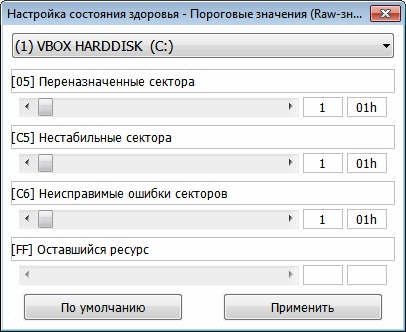 Настройка состояния здоровья - Пороговые значения (Raw-зн...
(1) VBOX HARDDISK (C:)
[05] Переназначенные сектора
1 01h
[C5] Нестабильные сектора
1 01h
[C6] Неисправимые ошибки секторов
1 01h
[FF] Оставшийся ресурс
По умолчанию Применить